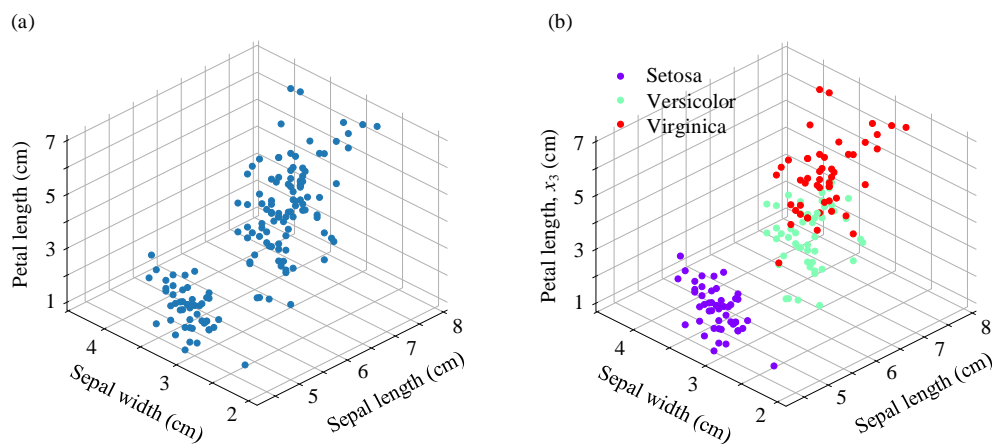 (a)
Petal length (cm)
7
5
3
1
4
3
2
Sepal width (cm)
5
6
7
8
Sepal length (cm)
(b)
Setosa
Versicolor
Virginica
Petal length, x₃ (cm)
7
5
3
1
4
3
2
Sepal width (cm)
5
6
7
8
Sepal length (cm)